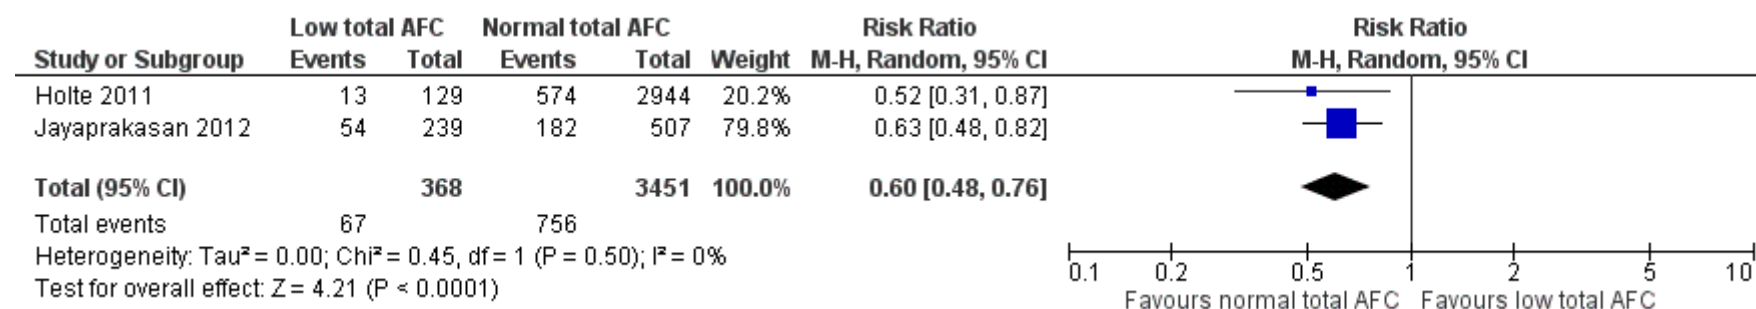 Low total AFC Normal total AFC Risk Ratio Risk Ratio
Study or Subgroup Events Total Events Total Weight M-H, Random, 95% CI M-H, Random, 95% CI
Holte 2011 13 129 574 2944 20.2% 0.52 [0.31, 0.87]
Jayaprakasan 2012 54 239 182 507 79.8% 0.63 [0.48, 0.82]
Total (95% CI) 368 3451 100.0% 0.60 [0.48, 0.76]
Total events 67 756
Heterogeneity: Tau² = 0.00; Chi² = 0.45, df = 1 (P = 0.50); I² = 0%
Test for overall effect: Z = 4.21 (P < 0.0001)
0.1 0.2 0.5 1 2 5 10
Favours normal total AFC Favours low total AFC